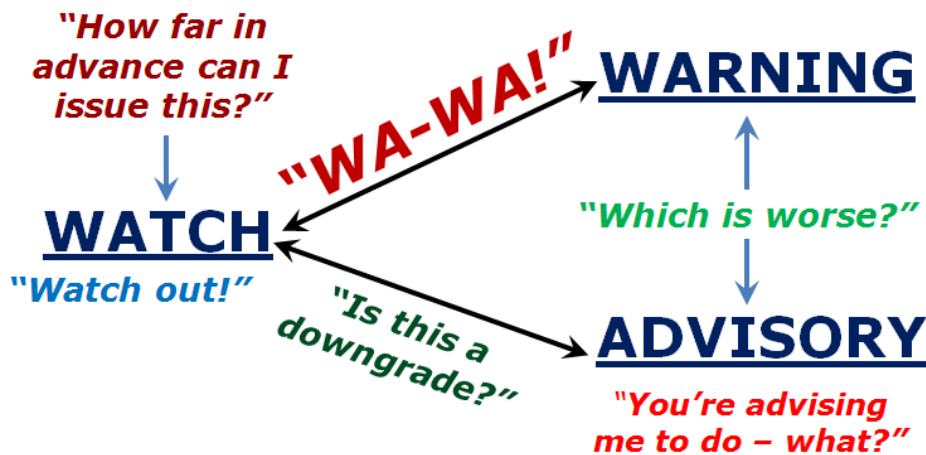 “How far in
advance can I
issue this?”
“WA-WA!”
WARNING
WATCH
“Which is worse?”
“Watch out!”
“Is this a
downgrade?”
ADVISORY
“You’re advising
me to do – what?”